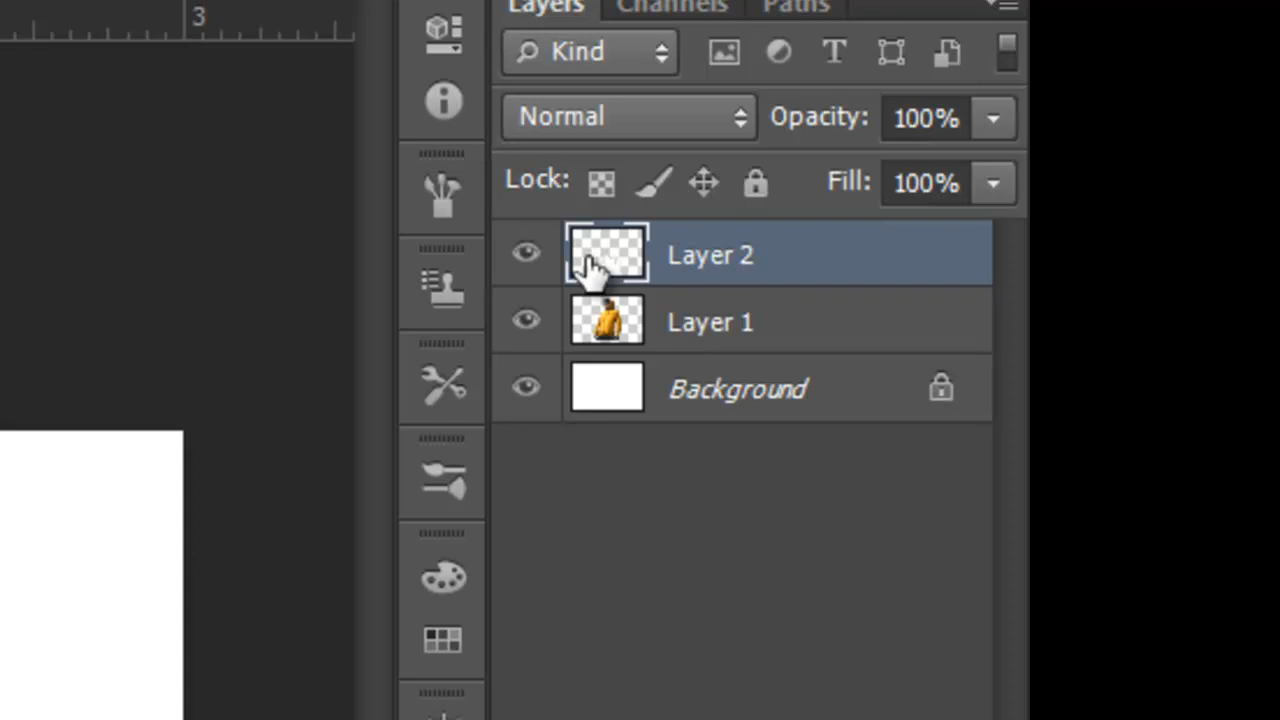 3
Layers Channels Paths
Kind
Normal Opacity: 100%
Lock: Fill: 100%
Layer 2
Layer 1
Background